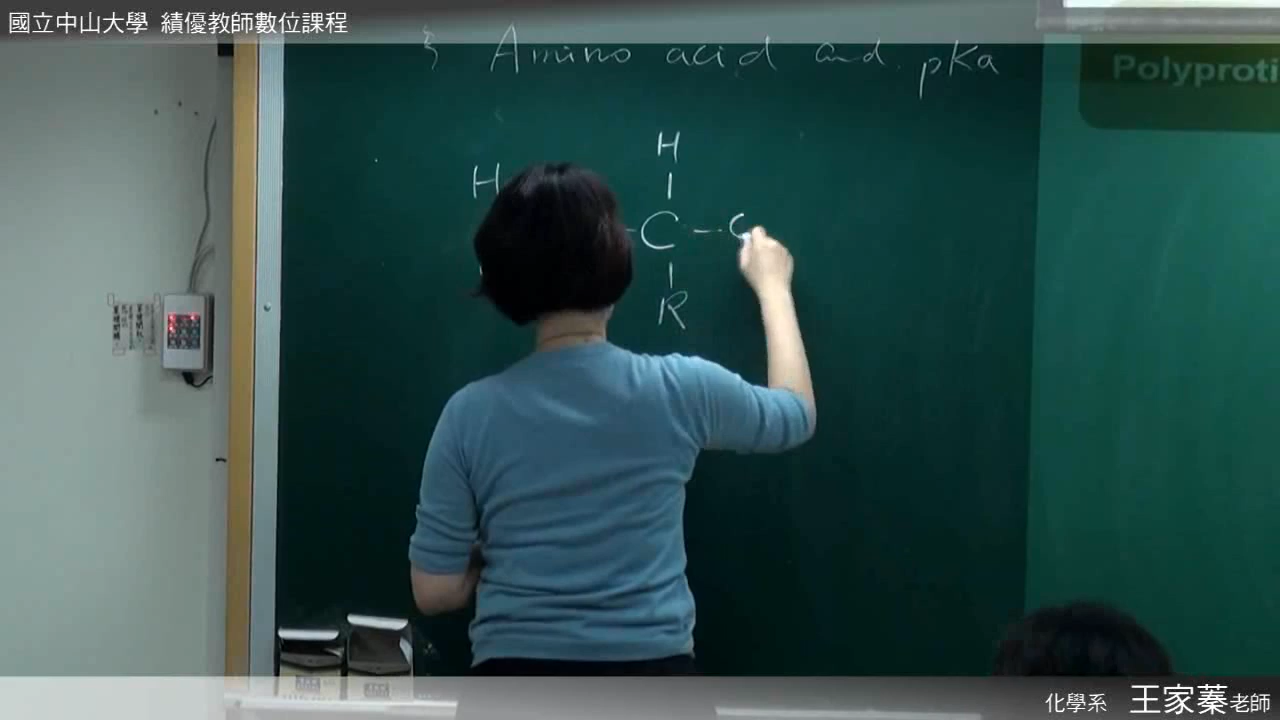 國立中山大學 績優教師數位課程
§ Amino acid and pKa
Polyproti
H
H
C - C
R
化學系 王家蓁老師